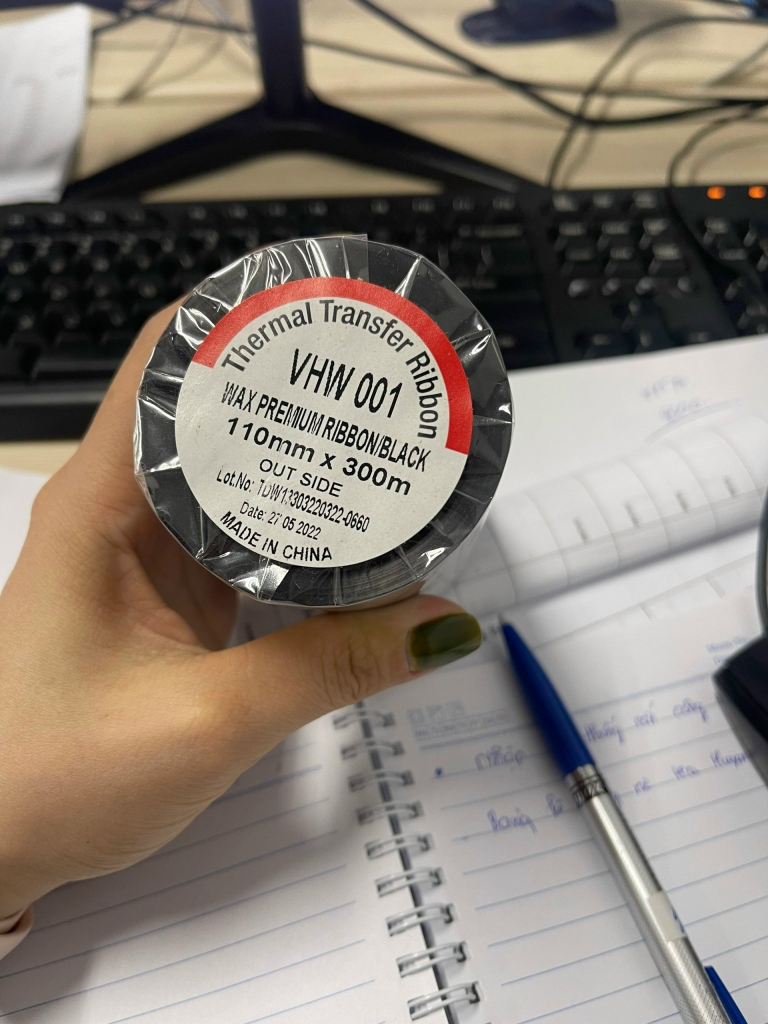 Thermal Transfer Ribbon
VHW 001
WAX PREMIUM RIBBON/BLACK
110mm x 300m
OUT SIDE
Lot.No: TDW13303220322-0660
Date: 27 05 2022
MADE IN CHINA